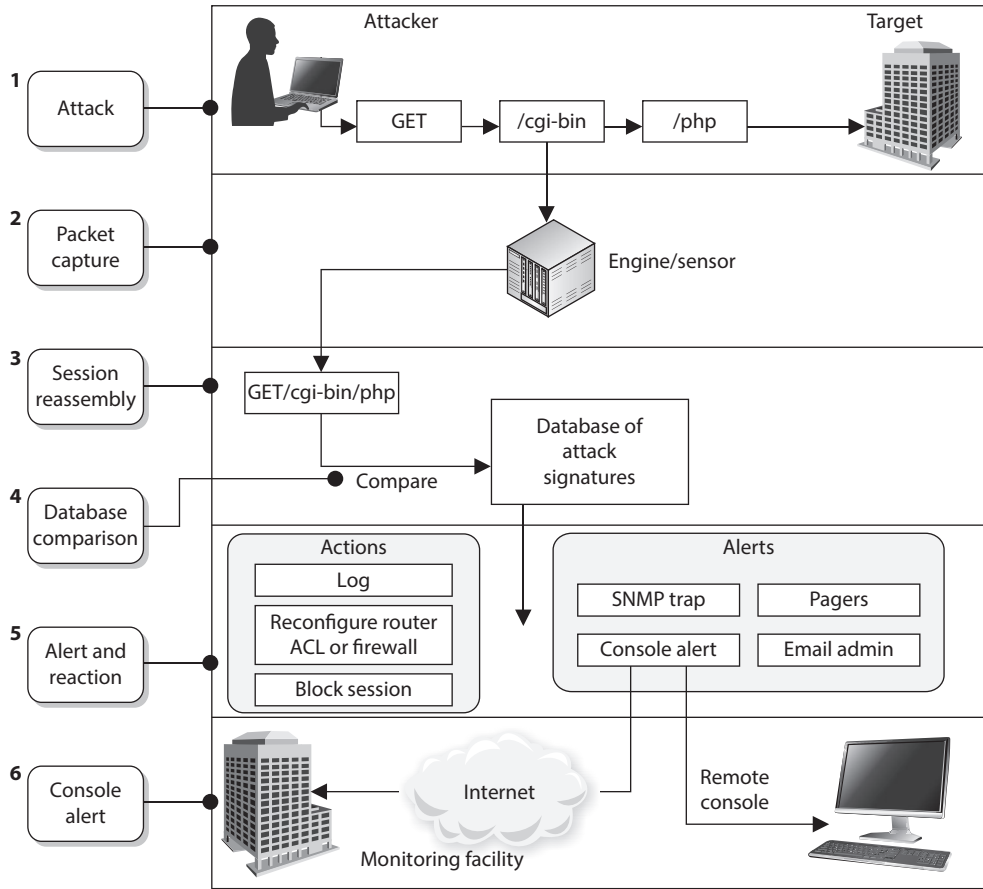 Attacker
Target
1
Attack
GET
/cgi-bin
/php
2
Packet
capture
Engine/sensor
3
Session
reassembly
GET/cgi-bin/php
Database of
attack
signatures
Compare
4
Database
comparison
Actions
Log
Reconfigure router
ACL or firewall
Block session
Alerts
SNMP trap
Pagers
Console alert
Email admin
5
Alert and
reaction
6
Console
alert
Internet
Monitoring facility
Remote
console